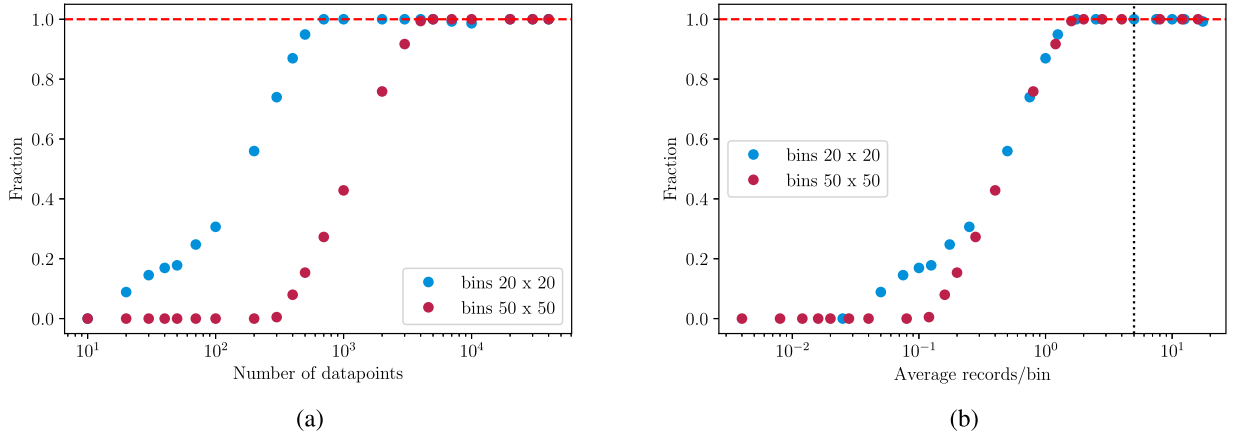 1.0
0.8
0.6
0.4
0.2
0.0
Fraction
10¹
10²
10³
10⁴
Number of datapoints
bins 20 x 20
bins 50 x 50
(a)
1.0
0.8
0.6
0.4
0.2
0.0
Fraction
bins 20 x 20
bins 50 x 50
10⁻²
10⁻¹
10⁰
10¹
Average records/bin
(b)